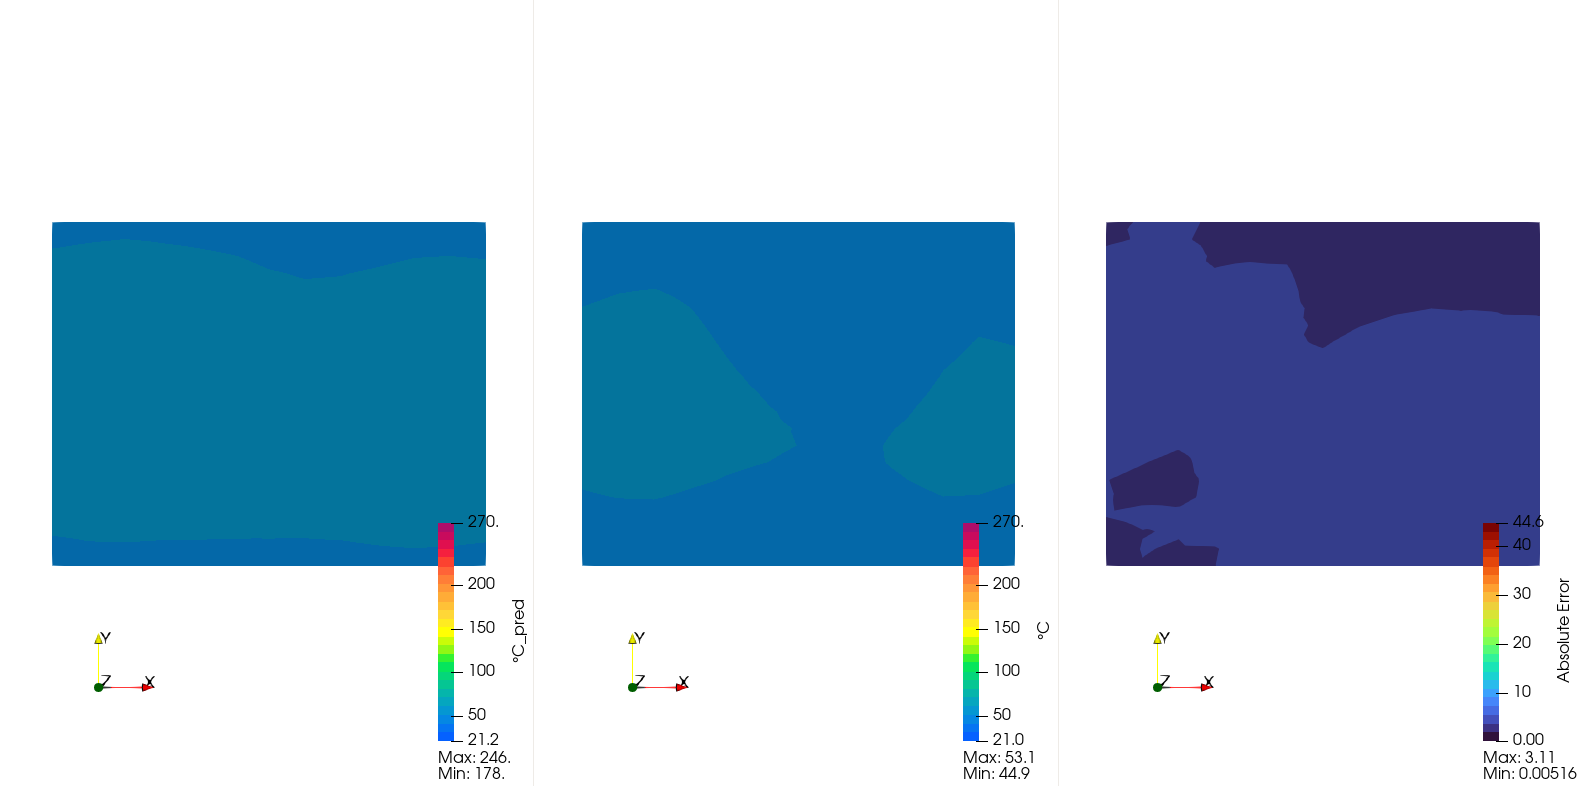 270.
200
150
100
50
21.2
°C_pred
Max: 246.
Min: 178.
Y
Z
X
270.
200
150
100
50
21.0
°C
Max: 53.1
Min: 44.9
Y
Z
X
44.6
40
30
20
10
0.00
Absolute Error
Max: 3.11
Min: 0.00516
Y
Z
X